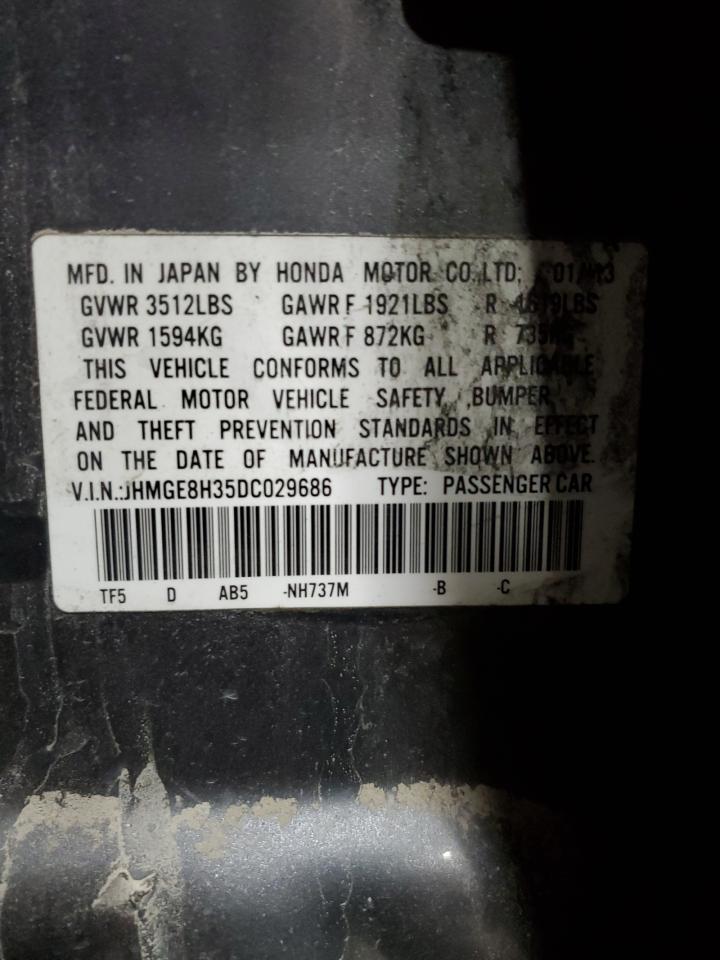 MFD. IN JAPAN BY HONDA MOTOR CO.,LTD;
GVWR 3512LBS GAWR F 1921LBS R
GVWR 1594KG GAWR F 872KG R
THIS VEHICLE CONFORMS TO ALL APPLICABLE
FEDERAL MOTOR VEHICLE SAFETY ,BUMPER,
AND THEFT PREVENTION STANDARDS IN EFFECT
ON THE DATE OF MANUFACTURE SHOWN ABOVE.
V.I.N.:JHMGE8H35DC029686 TYPE: PASSENGER CAR
TF5 D AB5 -NH737M -B -C